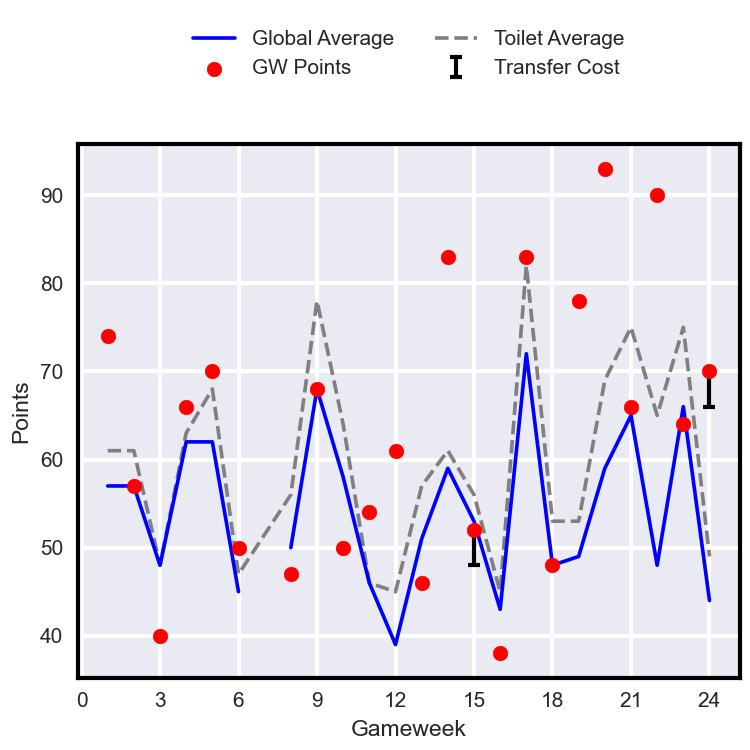 Global Average
Toilet Average
GW Points
Transfer Cost
90
80
70
60
50
40
Points
0 3 6 9 12 15 18 21 24
Gameweek